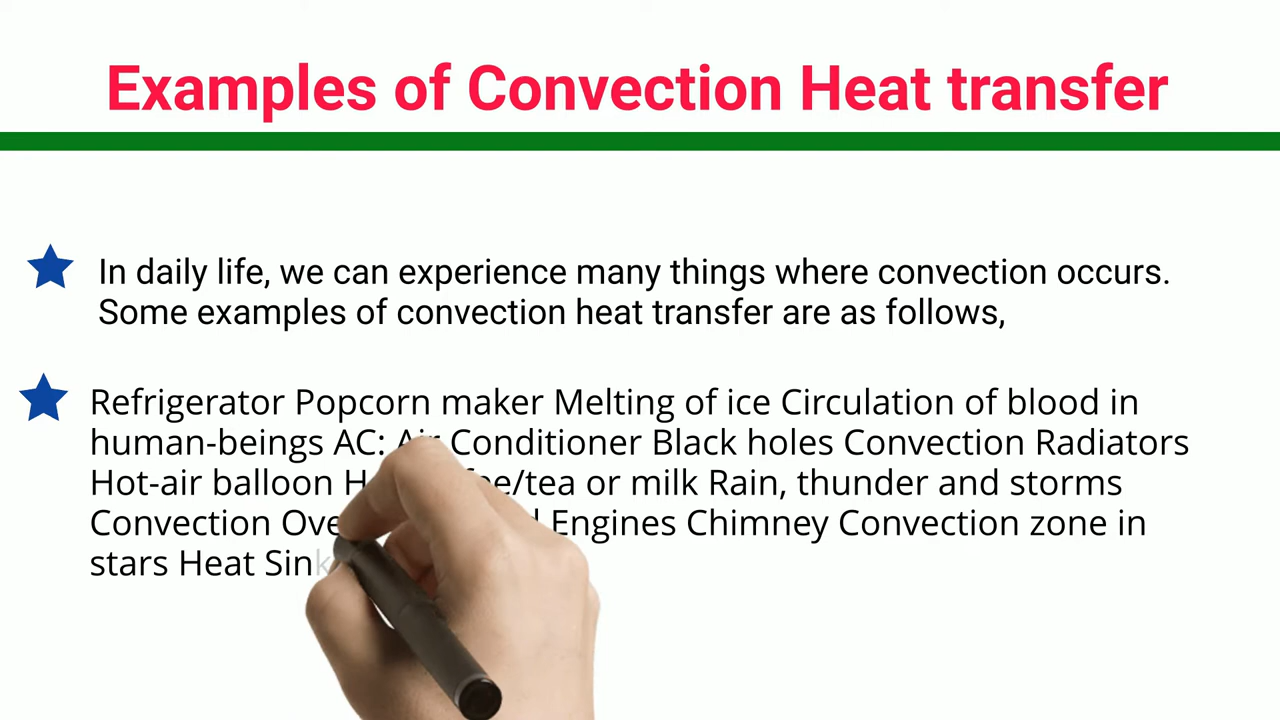 Examples of Convection Heat transfer
In daily life, we can experience many things where convection occurs.
Some examples of convection heat transfer are as follows,
Refrigerator Popcorn maker Melting of ice Circulation of blood in
human-beings AC: Air Conditioner Black holes Convection Radiators
Hot-air balloon /tea or milk Rain, thunder and storms
Convection Engines Chimney Convection zone in
stars Heat Sink